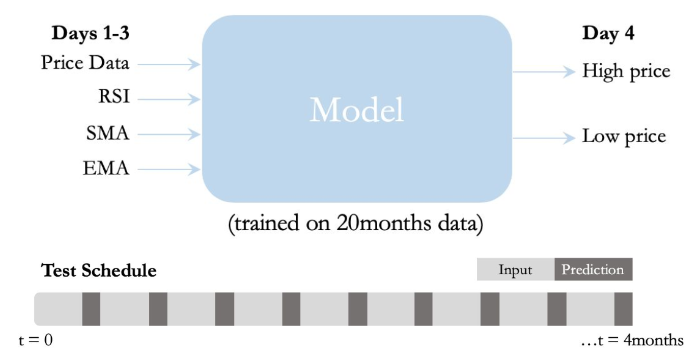 Days 1-3
Price Data
RSI
SMA
EMA
Model
Day 4
High price
Low price
(trained on 20months data)
Test Schedule
Input
Prediction
t = 0
...t = 4months